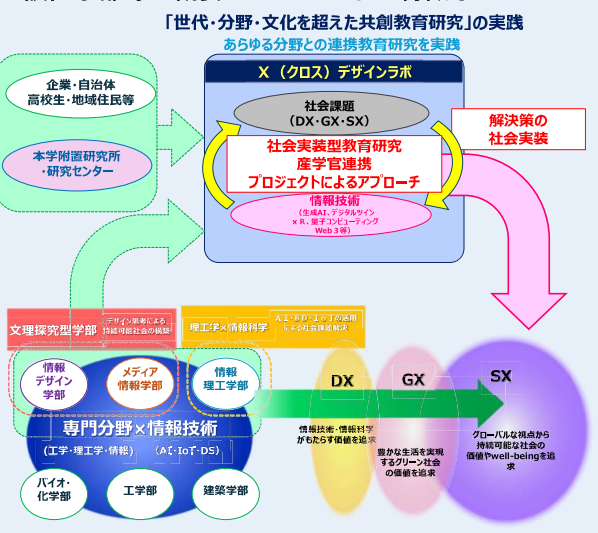 「世代・分野・文化を超えた共創教育研究」の実践
あらゆる分野との連携教育研究を実践
X（クロス）デザインラボ
企業・自治体
高校生・地域住民等
本学附置研究所
・研究センター
社会課題
（DX・GX・SX）
社会実装型教育研究
産学官連携
プロジェクトによるアプローチ
情報技術
（生成AI、デジタルツイン
x R、量子コンピューティング
Web３等）
解決策の
社会実装
文理探究型学部
デザイン思考による
持続可能社会の構築
理工学×情報科学
ＡＩ・ＢＤ・ＩｏＴの活用
による社会課題解決
情報
デザイン
学部
メディア
情報学部
情報
理工学部
専門分野×情報技術
(工学・理工学・情報)
（AI・IoT・DS）
バイオ・
化学部
工学部
建築学部
DX
情報技術・情報科学
がもたらす価値を追求
GX
豊かな生活を実現
するグリーン社会
の価値を追求
SX
グローバルな視点から
持続可能な社会の
価値やwell-beingを追
求